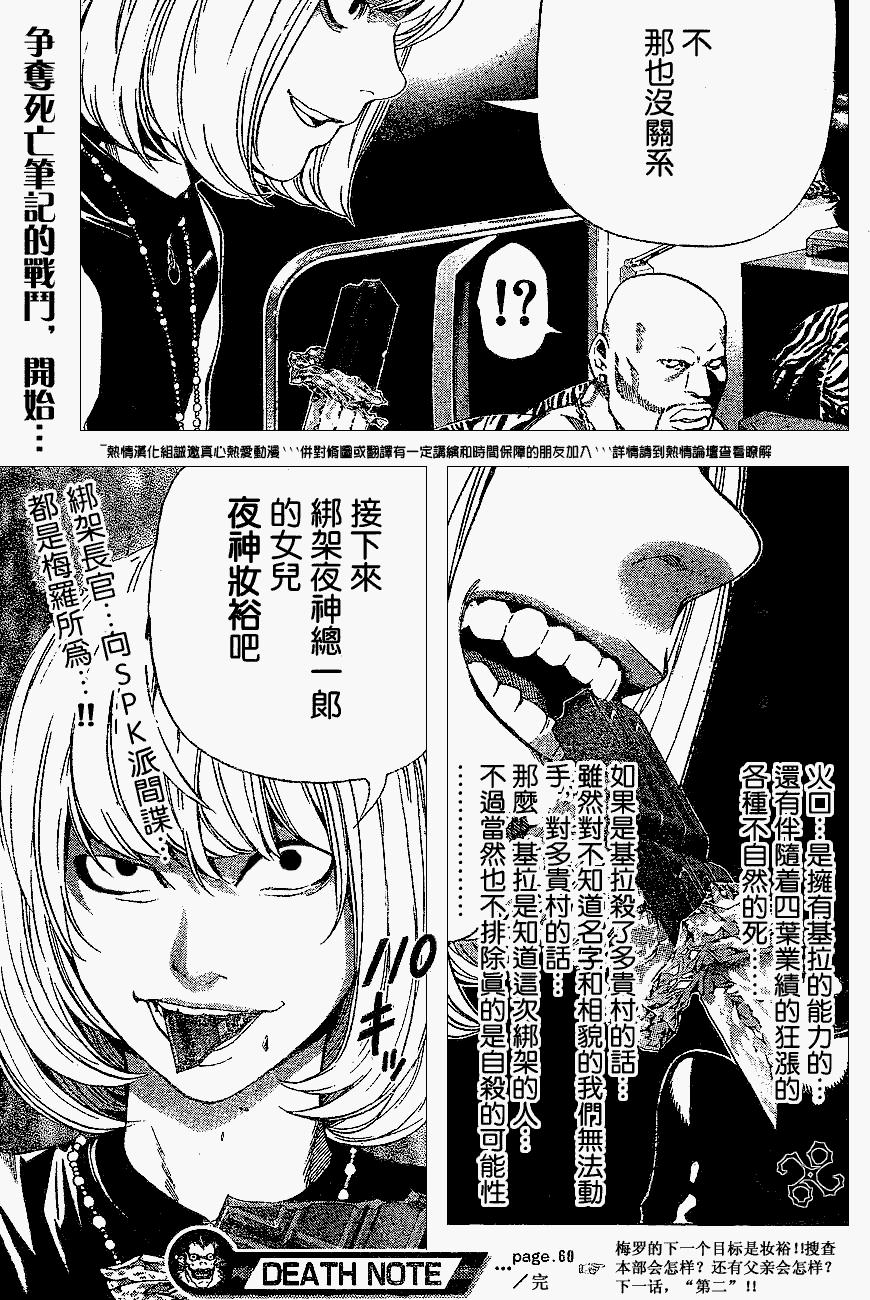 不
那也沒關系
!?
争奪死亡筆記的戰鬥，開始…
熱情漢化組誠邀真心熱愛動漫```併對脩圖或翻譯有一定講績和時間保障的朋友加入```詳情請到熱情論壇查看瞭解
火口…是擁有基拉的能力的…
還有伴隨着四葉業績的狂漲的
各種不自然的死……
如果是基拉殺了多貴村的話…
雖然對不知道名字和相貌的我們無法動
手，對多貴村的話…
那麼 基拉是知道這次綁架的人…
不過當然也不排除眞的是自殺的可能性
……………
接下來
綁架夜神總一郎
的女兒
夜神妝裕吧
綁架長官…向SPK派間諜…
都是梅羅所爲…!!
パキッ
DEATH NOTE
…page.60
／完
☞
梅罗的下一个目标是妆裕!!搜查
本部会怎样？还有父亲会怎样？
下一话，“第二”!!